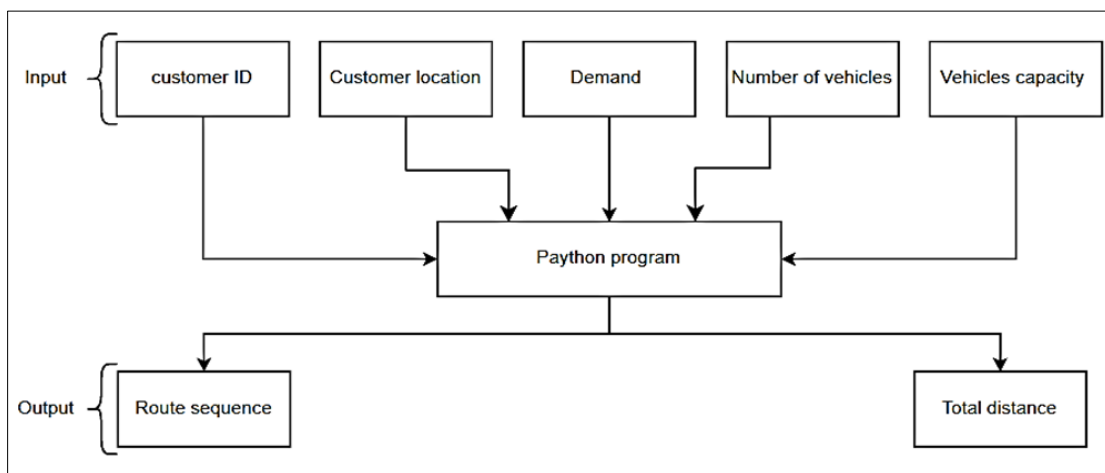 Input
customer ID
Customer location
Demand
Number of vehicles
Vehicles capacity
Paython program
Output
Route sequence
Total distance